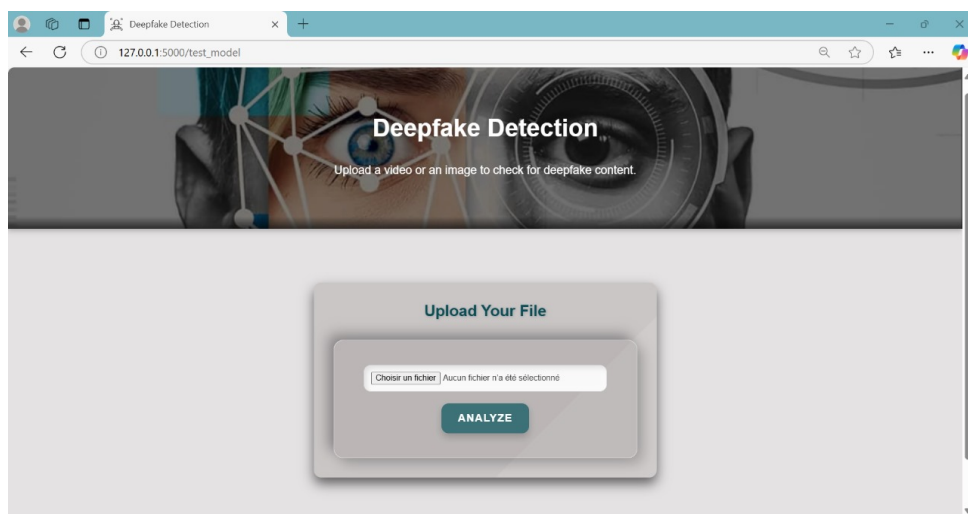 Deepfake Detection
127.0.0.1:5000/test_model
Deepfake Detection
Upload a video or an image to check for deepfake content.
Upload Your File
Choisir un fichier Aucun fichier n'a été sélectionné
ANALYZE